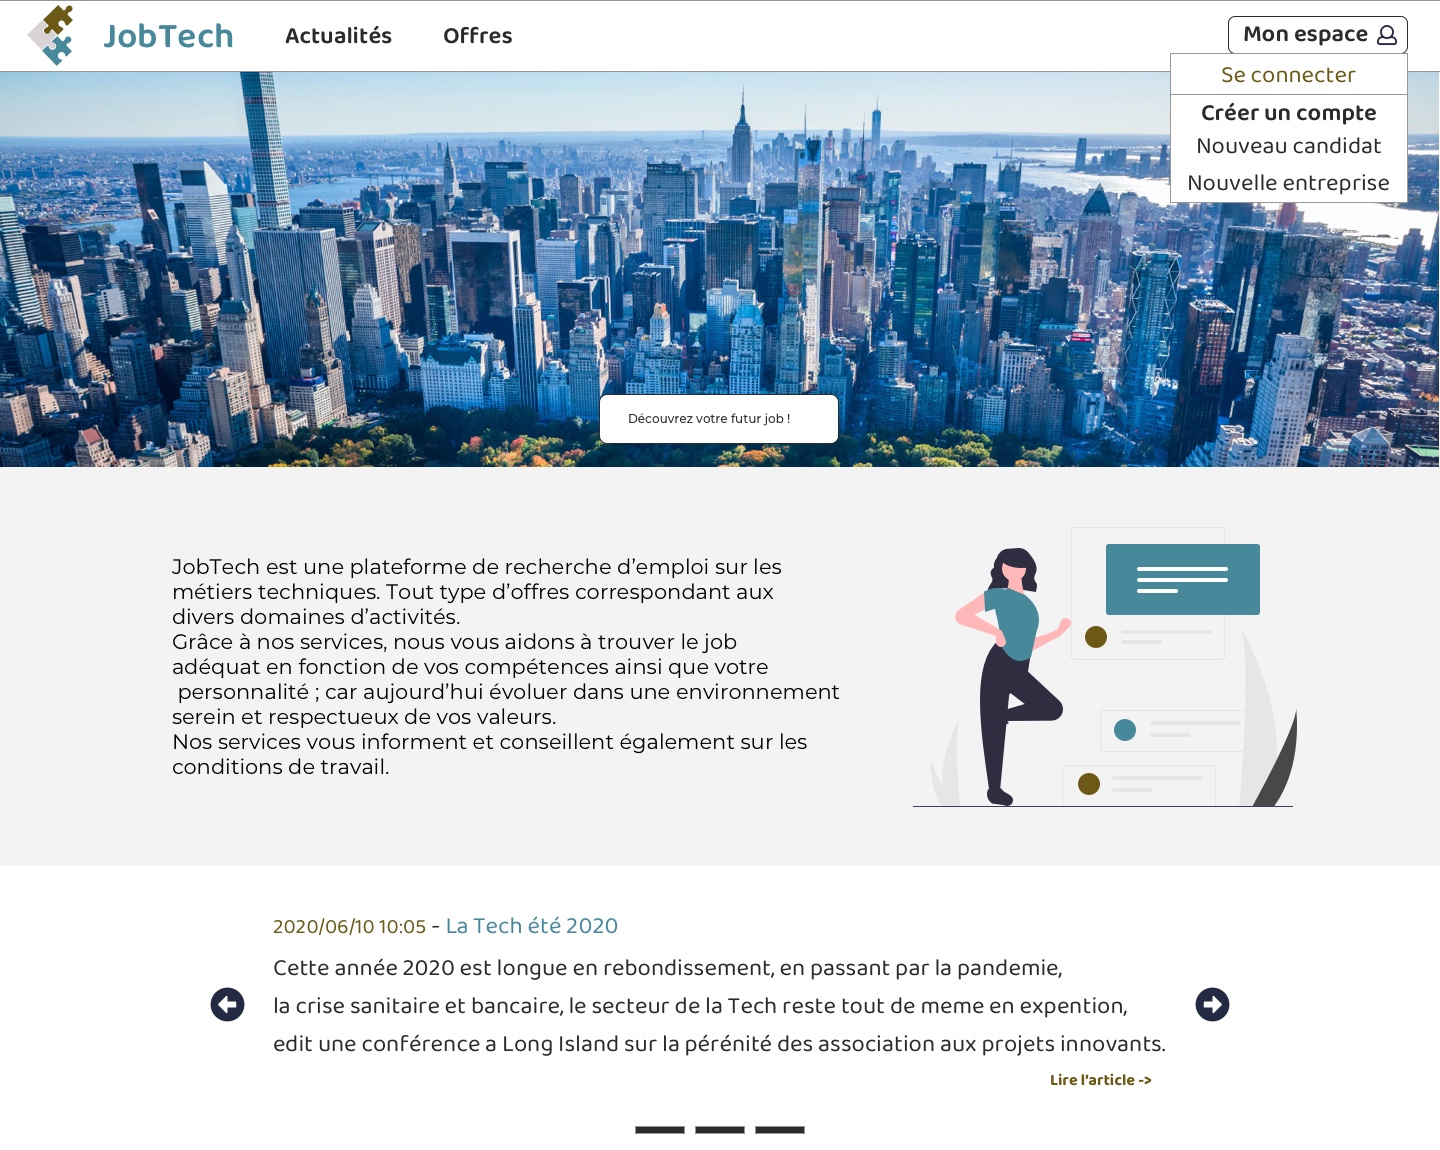 JobTech
Actualités
Offres
Mon espace
Se connecter
Créer un compte
Nouveau candidat
Nouvelle entreprise
Découvrez votre futur job !
JobTech est une plateforme de recherche d’emploi sur les
métiers techniques. Tout type d’offres correspondant aux
divers domaines d’activités.
Grâce à nos services, nous vous aidons à trouver le job
adéquat en fonction de vos compétences ainsi que votre
personnalité ; car aujourd’hui évoluer dans une environnement
serein et respectueux de vos valeurs.
Nos services vous informent et conseillent également sur les
conditions de travail.
2020/06/10 10:05 - La Tech été 2020
Cette année 2020 est longue en rebondissement, en passant par la pandemie,
la crise sanitaire et bancaire, le secteur de la Tech reste tout de meme en expention,
edit une conférence a Long Island sur la pérénité des association aux projets innovants.
Lire l’article ->